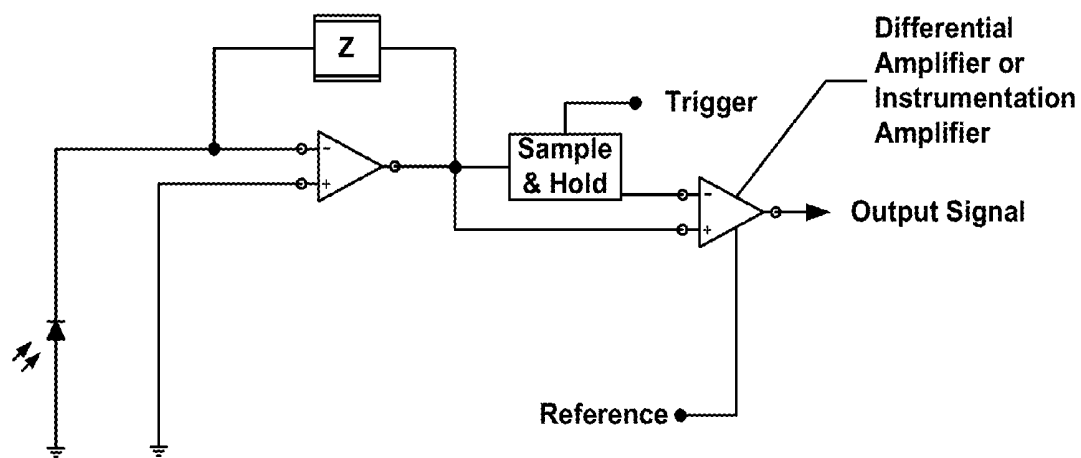 Z
Differential
Amplifier or
Instrumentation
Amplifier
Trigger
Sample
& Hold
-
+
-
+
Output Signal
Reference